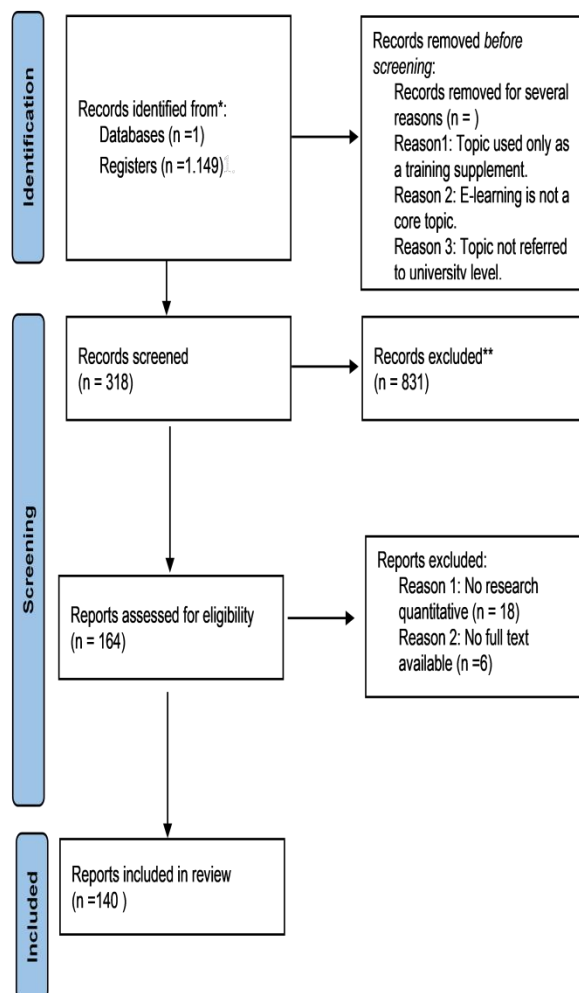 Identification
Records identified from*:
Databases (n =1)
Registers (n =1.149)
Records removed before
screening:
Records removed for several
reasons (n = )
Reason1: Topic used only as
a training supplement.
Reason 2: E-learning is not a
core topic.
Reason 3: Topic not referred
to university level.
Screening
Records screened
(n = 318)
Records excluded**
(n = 831)
Reports assessed for eligibility
(n = 164)
Reports excluded:
Reason 1: No research
quantitative (n = 18)
Reason 2: No full text
available (n =6)
Included
Reports included in review
(n =140 )